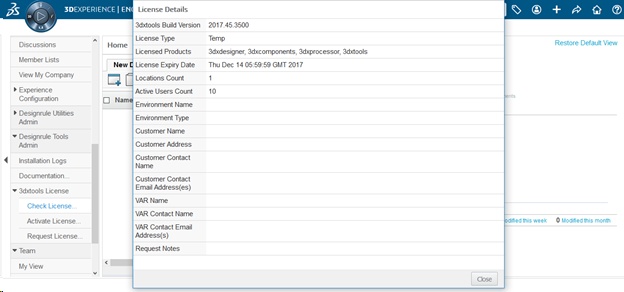 3DEXPERIENCE | EN
License Details
Restore Default View
Discussions
Member Lists
View My Company
Experience
Configuration
Designrule Utilities
Admin
Designrule Tools
Admin
Installation Logs
Documentation...
3dxtools License
Check License...
Activate License...
Request License...
Team
My View
Home
New D
Name
3dxtools Build Version 2017.45.3500
License Type Temp
Licensed Products 3dxdesigner, 3dxcomponents, 3dxprocessor, 3dxtools
License Expiry Date Thu Dec 14 05:59:59 GMT 2017
Locations Count 1
Active Users Count 10
Environment Name
Environment Type
Customer Name
Customer Address
Customer Contact
Name
Customer Contact
Email Address(es)
VAR Name
VAR Contact Name
VAR Contact Email
Address(s)
Request Notes
Close
odified this week 0 Modified this month